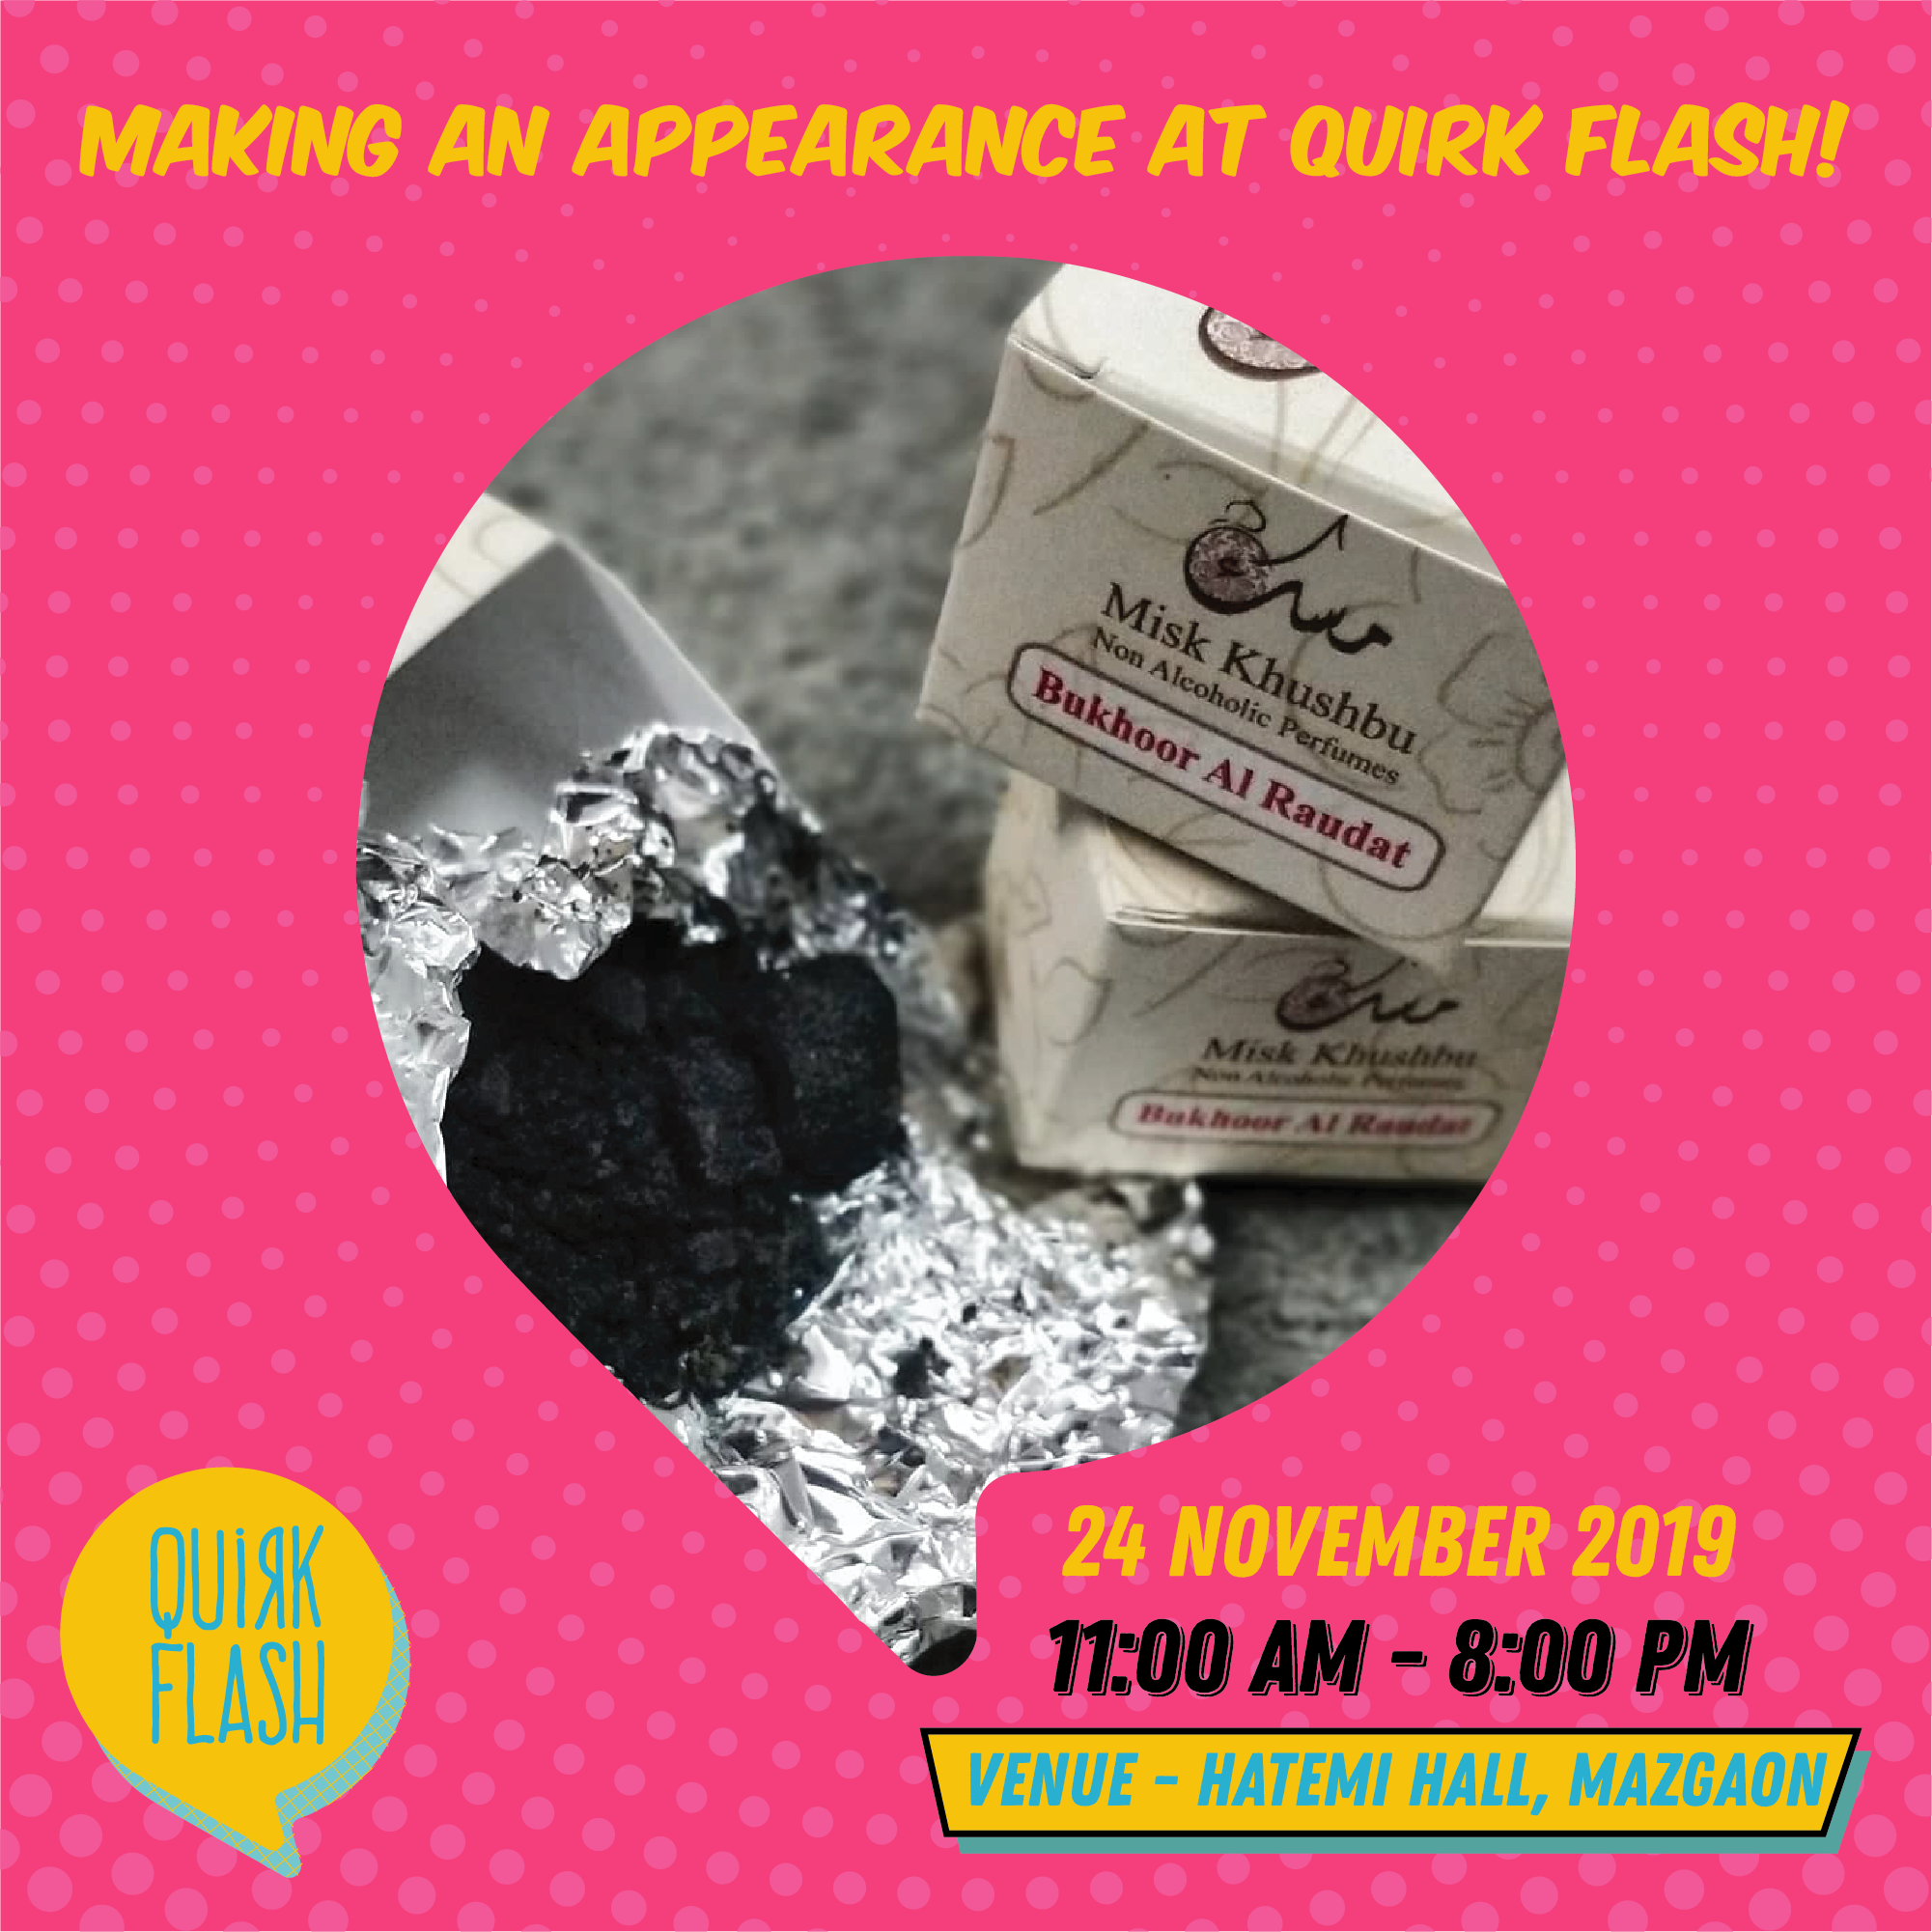 MAKING AN APPEARANCE AT QUIRK FLASH!
مسك
Misk Khushbu
Non Alcoholic Perfumes
Bukhoor Al Raudat
Misk Khushbu
Non Alcoholic Perfumes
Bukhoor Al Raudat
24 NOVEMBER 2019
11:00 AM - 8:00 PM
VENUE - HATEMI HALL, MAZGAON
QUiRK
FLASH